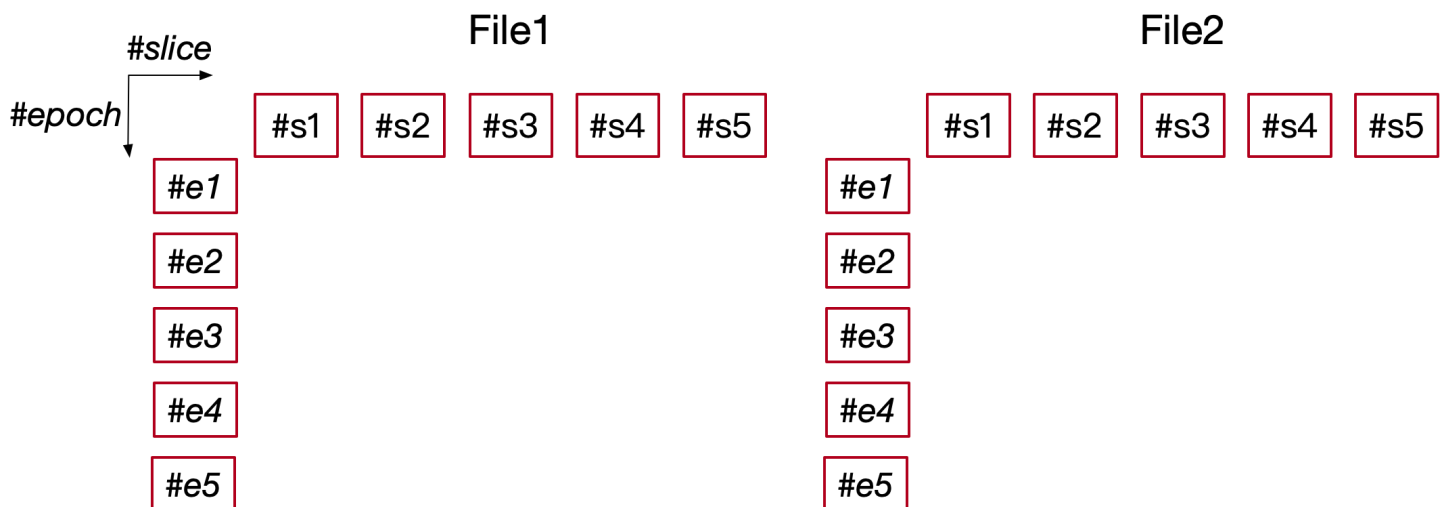 File1 File2
#slice
#epoch
#s1 #s2 #s3 #s4 #s5 #s1 #s2 #s3 #s4 #s5
#e1 #e1
#e2 #e2
#e3 #e3
#e4 #e4
#e5 #e5